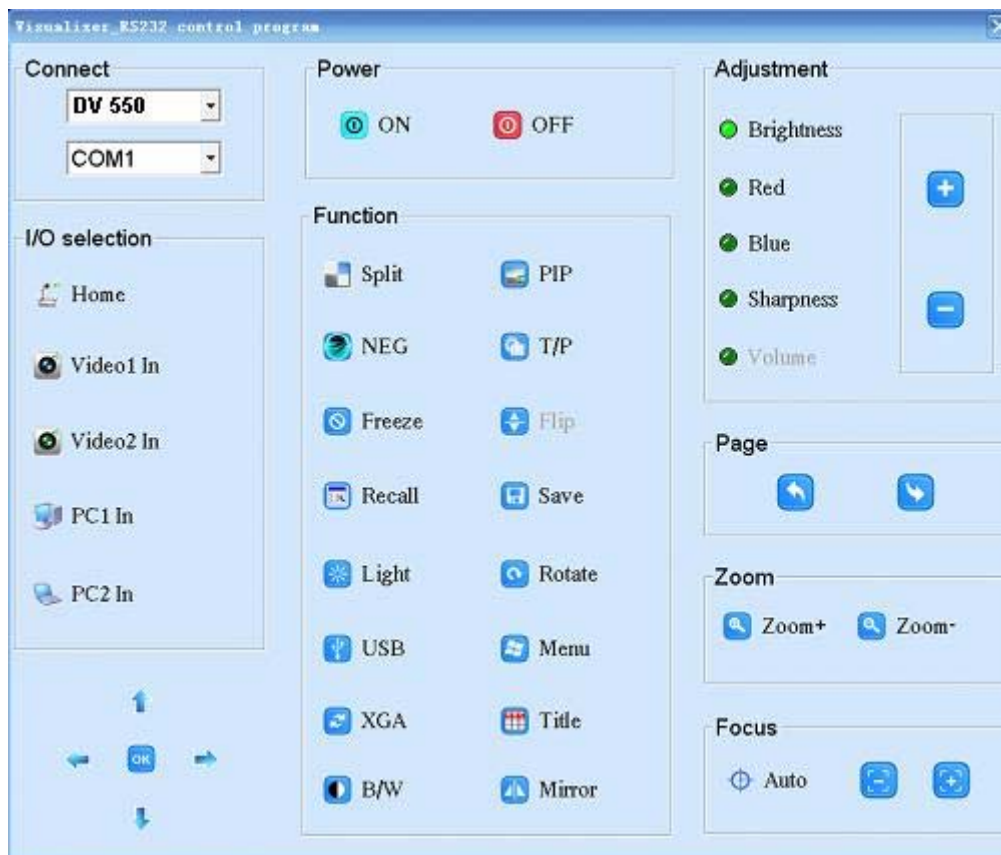 Visualizer_RS232 control program
Connect
DV 550
COM1
I/O selection
Home
Video1 In
Video2 In
PC1 In
PC2 In
OK
Power
ON
OFF
Function
Split
PIP
NEG
T/P
Freeze
Flip
Recall
Save
Light
Rotate
USB
Menu
XGA
Title
B/W
Mirror
Adjustment
Brightness
Red
Blue
Sharpness
Volume
Page
Zoom
Zoom+
Zoom-
Focus
Auto